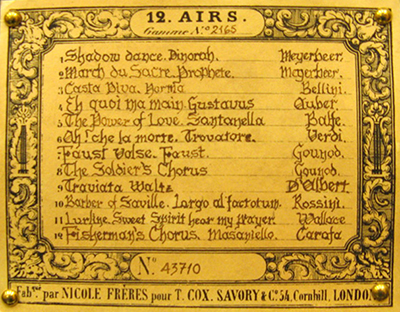 12. AIRS.
Gamme Nº 2165
1 Shadow dance. Dinorah. Meyerbeer.
2 March du Sacre. Prophete. Mayerbeer.
3 Casta Diva. Norma Bellini.
4 Eh quoi ma main. Gustavus Auber.
5 The Power of Love. Santanella Balfe.
6 Ah! che la morte. Trovatore. Verdi.
7 Faust Valse. Faust. Gounod.
8 The Soldier's Chorus Gounod.
9 Traviata Waltz D'Albert.
10 Barber of Saville. Largo al factotum. Rossini.
11 Lurline. Sweet Spirit hear my prayer! Wallace
12 Fisherman's Chorus. Masaniello. Carafa
Nº. 43710
Febqué par NICOLE FRÈRES pour T. COX. SAVORY & Cº. 54, Cornhill, LONDON.